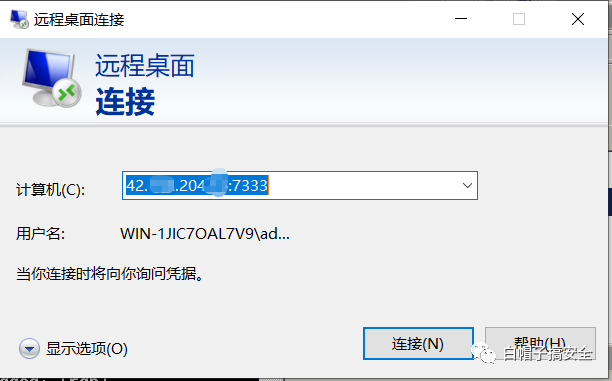 远程桌面连接
远程桌面
连接
计算机(C):
42. .204. :7333
用户名:
WIN-1JIC7OAL7V9\ad...
当你连接时将向你询问凭据。
显示选项(O)
连接(N)
帮助(H)
白帽子搞安全